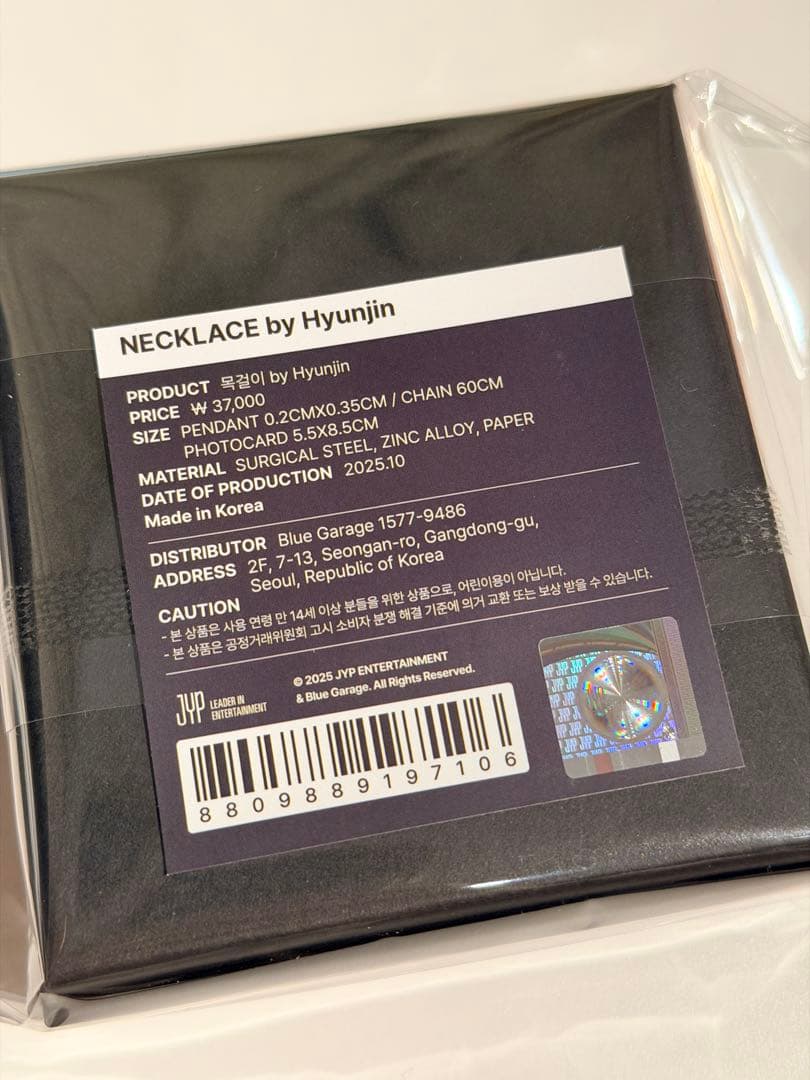 NECKLACE by Hyunjin
PRODUCT 목걸이 by Hyunjin
PRICE ₩ 37,000
SIZE PENDANT 0.2CMX0.35CM / CHAIN 60CM
PHOTOCARD 5.5X8.5CM
MATERIAL SURGICAL STEEL, ZINC ALLOY, PAPER
DATE OF PRODUCTION 2025.10
Made in Korea
DISTRIBUTOR Blue Garage 1577-9486
ADDRESS 2F, 7-13, Seongan-ro, Gangdong-gu,
Seoul, Republic of Korea
CAUTION
- 본 상품은 사용 연령 만 14세 이상 분들을 위한 상품으로, 어린이용이 아닙니다.
- 본 상품은 공정거래위원회 고시 소비자 분쟁 해결 기준에 의거 교환 또는 보상 받을 수 있습니다.
JYP LEADER IN
ENTERTAINMENT
© 2025 JYP ENTERTAINMENT
& Blue Garage. All Rights Reserved.
8809889197106
JYP JYP JYP